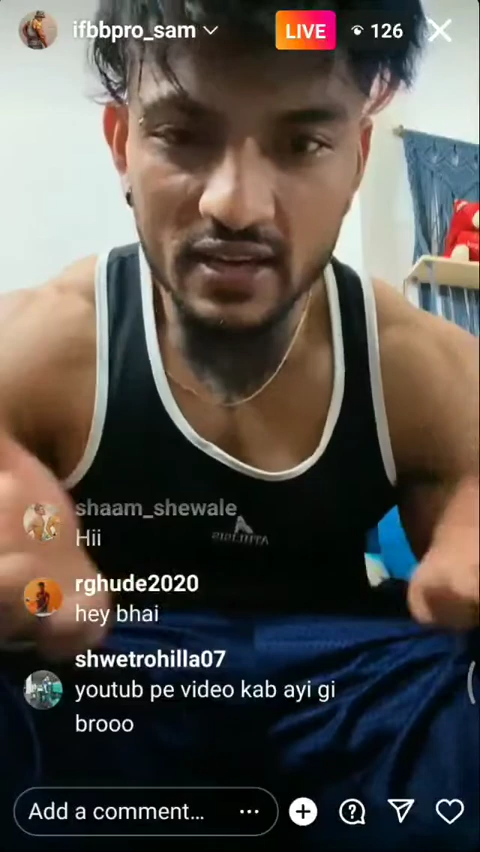 ifbbpro_sam
LIVE
126
shaam_shewale
Hii
rghude2020
hey bhai
shwetrohilla07
youtub pe video kab ayi gi
brooo
Add a comment...